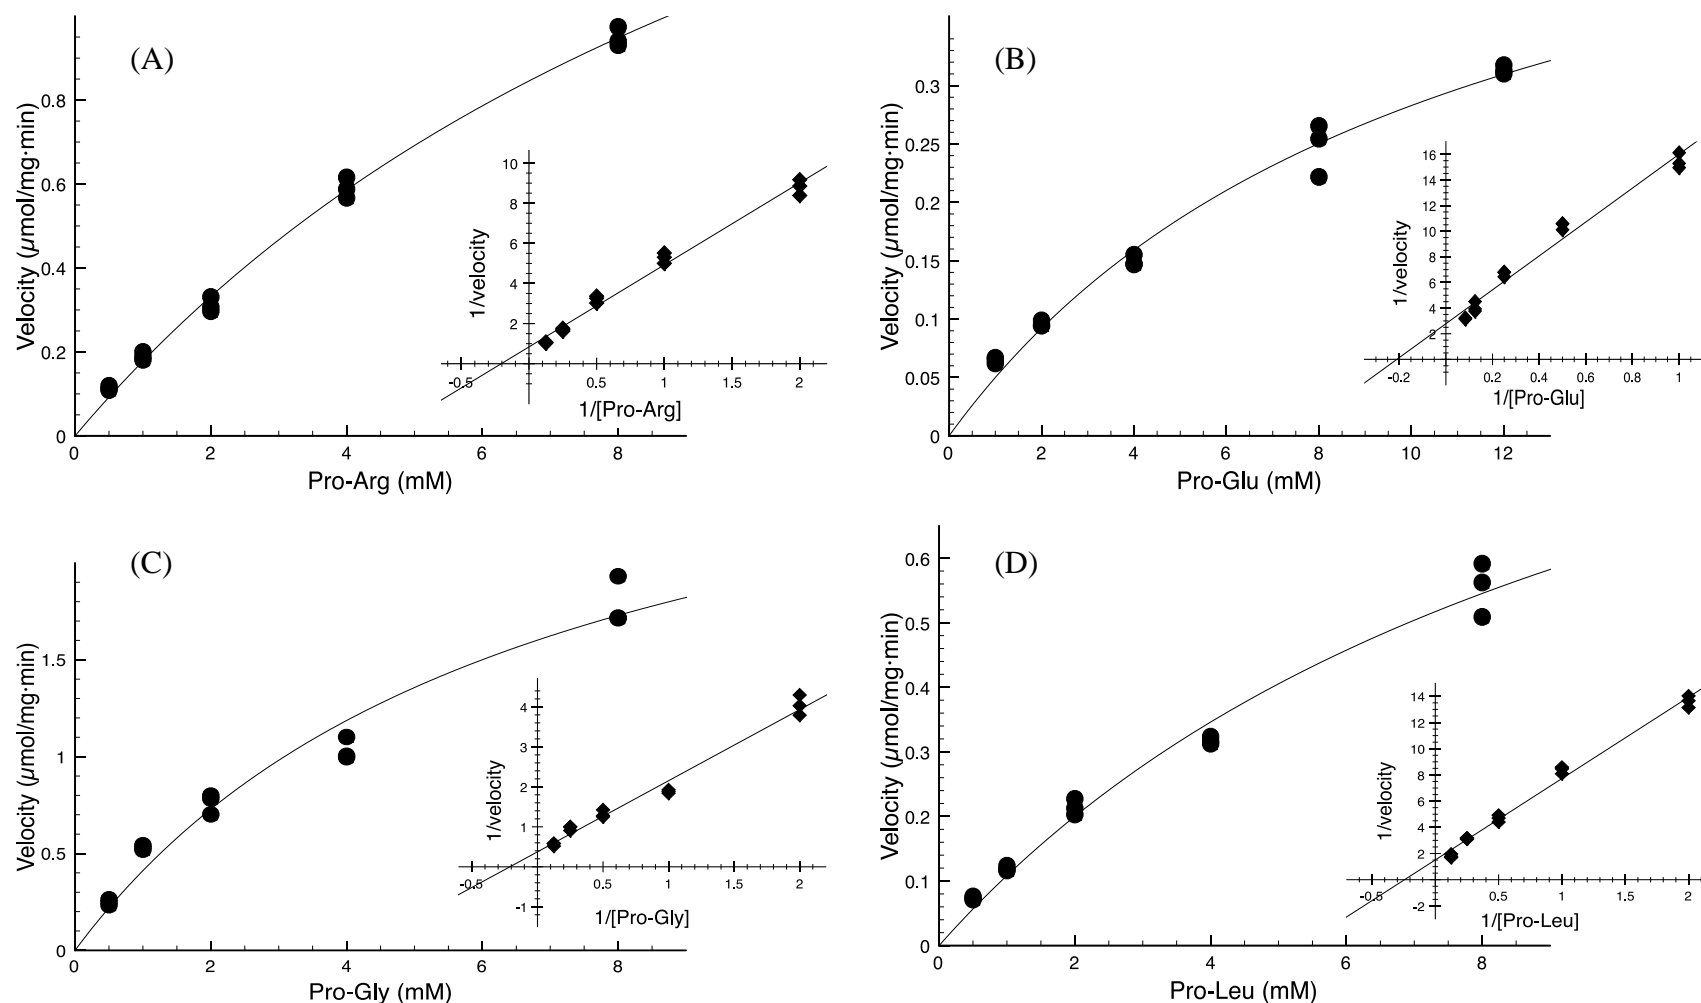 (A)
Velocity (µmol/mg·min)
0.8
0.6
0.4
0.2
0
0 2 4 6 8
Pro-Arg (mM)
1/velocity
10
8
6
4
2
-0.5 0.5 1 1.5 2
1/[Pro-Arg]
(B)
Velocity (µmol/mg·min)
0.3
0.25
0.2
0.15
0.1
0.05
0
0 2 4 6 8 10 12
Pro-Glu (mM)
1/velocity
16
14
12
10
8
6
4
2
-0.2 0.2 0.4 0.6 0.8 1
1/[Pro-Glu]
(C)
Velocity (µmol/mg·min)
1.5
1
0.5
0
0 2 4 6 8
Pro-Gly (mM)
1/velocity
4
3
2
1
-1
-0.5 0.5 1 1.5 2
1/[Pro-Gly]
(D)
Velocity (µmol/mg·min)
0.6
0.5
0.4
0.3
0.2
0.1
0
0 2 4 6 8
Pro-Leu (mM)
1/velocity
14
12
10
8
6
4
2
-2
-0.5 0.5 1 1.5 2
1/[Pro-Leu]